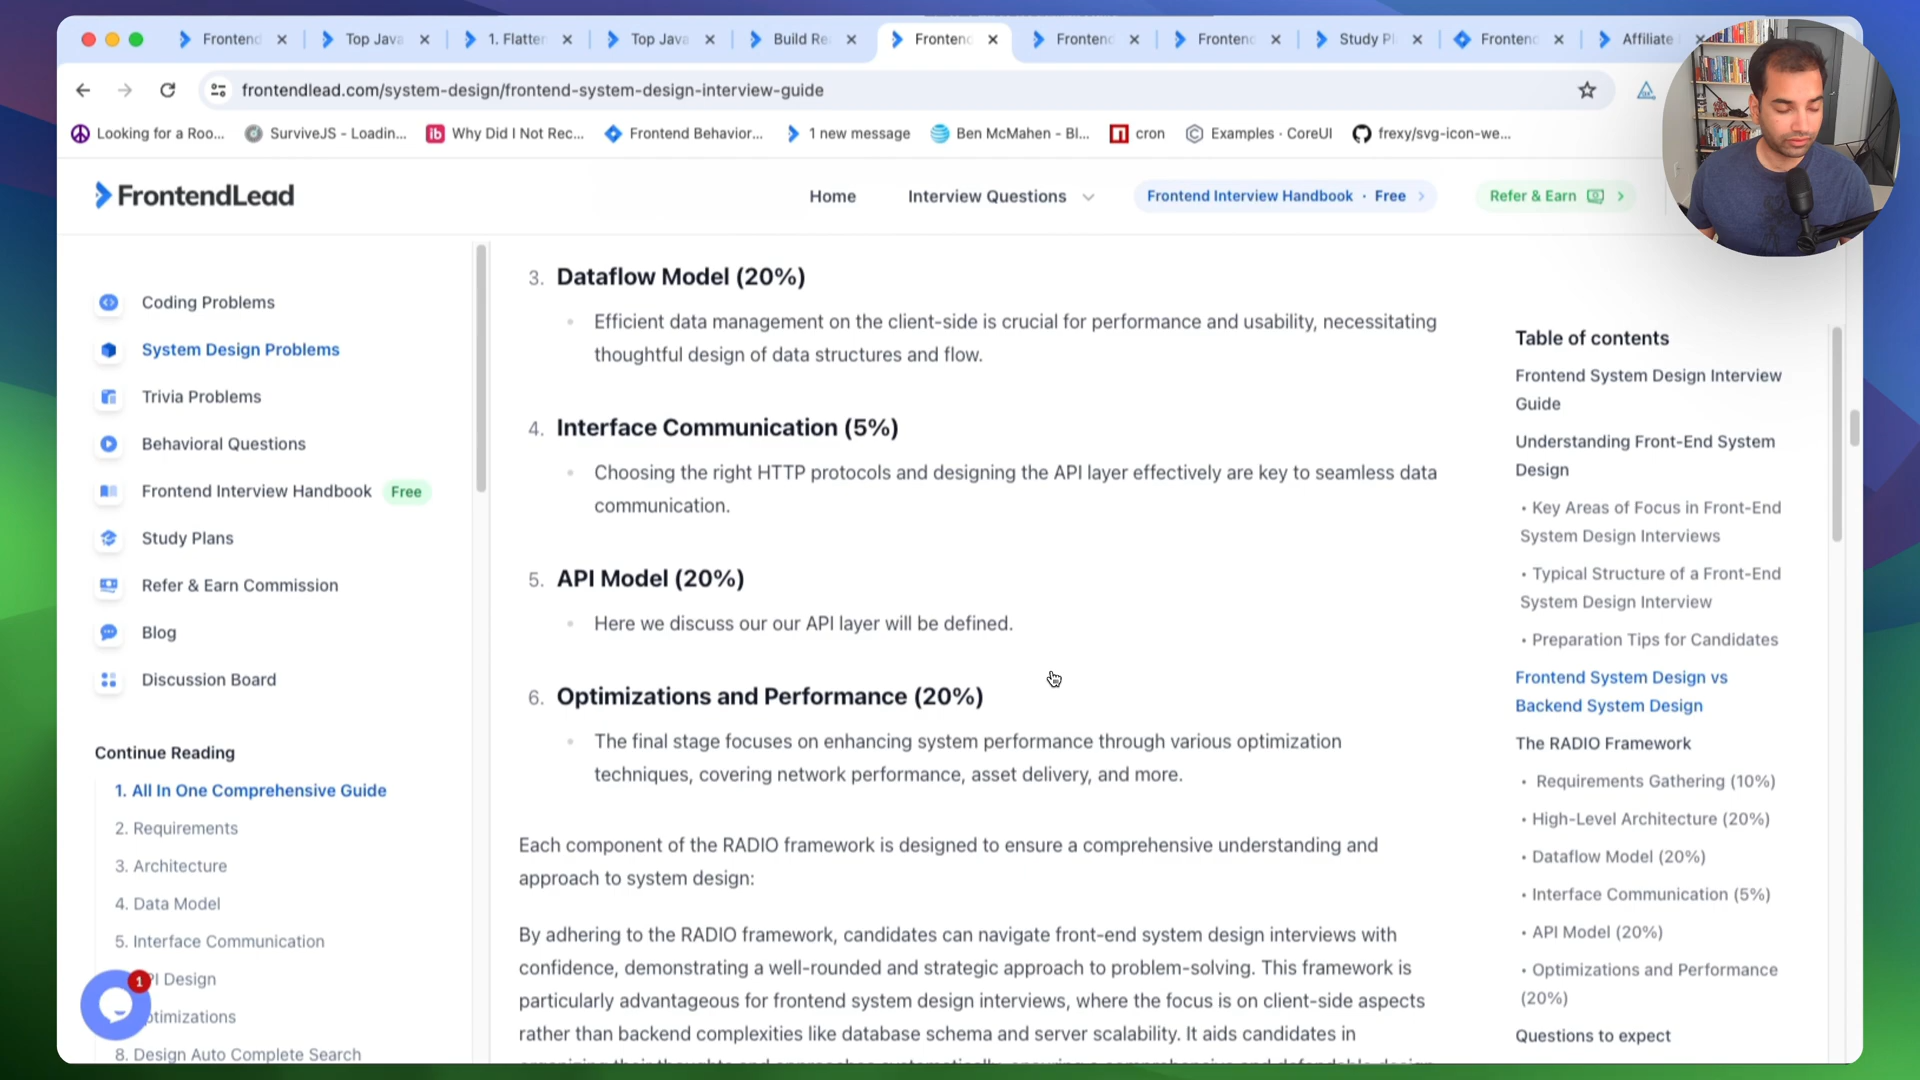 Frontend
Top Java
1. Flatten
Top Java
Build Re
Frontend
Frontend
Frontend
Study Pl
Frontend
Affiliate
frontendlead.com/system-design/frontend-system-design-interview-guide
Looking for a Roo...
SurviveJS - Loadin...
Why Did I Not Rec...
Frontend Behavior...
1 new message
Ben McMahen - Bl...
cron
Examples · CoreUI
frexy/svg-icon-we...
FrontendLead
Home
Interview Questions
Frontend Interview Handbook · Free
Refer & Earn
Coding Problems
System Design Problems
Trivia Problems
Behavioral Questions
Frontend Interview Handbook Free
Study Plans
Refer & Earn Commission
Blog
Discussion Board
Continue Reading
1. All In One Comprehensive Guide
2. Requirements
3. Architecture
4. Data Model
5. Interface Communication
PI Design
ptimizations
8. Design Auto Complete Search
1
3. Dataflow Model (20%)
Efficient data management on the client-side is crucial for performance and usability, necessitating
thoughtful design of data structures and flow.
4. Interface Communication (5%)
Choosing the right HTTP protocols and designing the API layer effectively are key to seamless data
communication.
5. API Model (20%)
Here we discuss our our API layer will be defined.
6. Optimizations and Performance (20%)
The final stage focuses on enhancing system performance through various optimization
techniques, covering network performance, asset delivery, and more.
Each component of the RADIO framework is designed to ensure a comprehensive understanding and
approach to system design:
By adhering to the RADIO framework, candidates can navigate front-end system design interviews with
confidence, demonstrating a well-rounded and strategic approach to problem-solving. This framework is
particularly advantageous for frontend system design interviews, where the focus is on client-side aspects
rather than backend complexities like database schema and server scalability. It aids candidates in
Table of contents
Frontend System Design Interview
Guide
Understanding Front-End System
Design
• Key Areas of Focus in Front-End
System Design Interviews
• Typical Structure of a Front-End
System Design Interview
• Preparation Tips for Candidates
Frontend System Design vs
Backend System Design
The RADIO Framework
• Requirements Gathering (10%)
• High-Level Architecture (20%)
• Dataflow Model (20%)
• Interface Communication (5%)
• API Model (20%)
• Optimizations and Performance
(20%)
Questions to expect